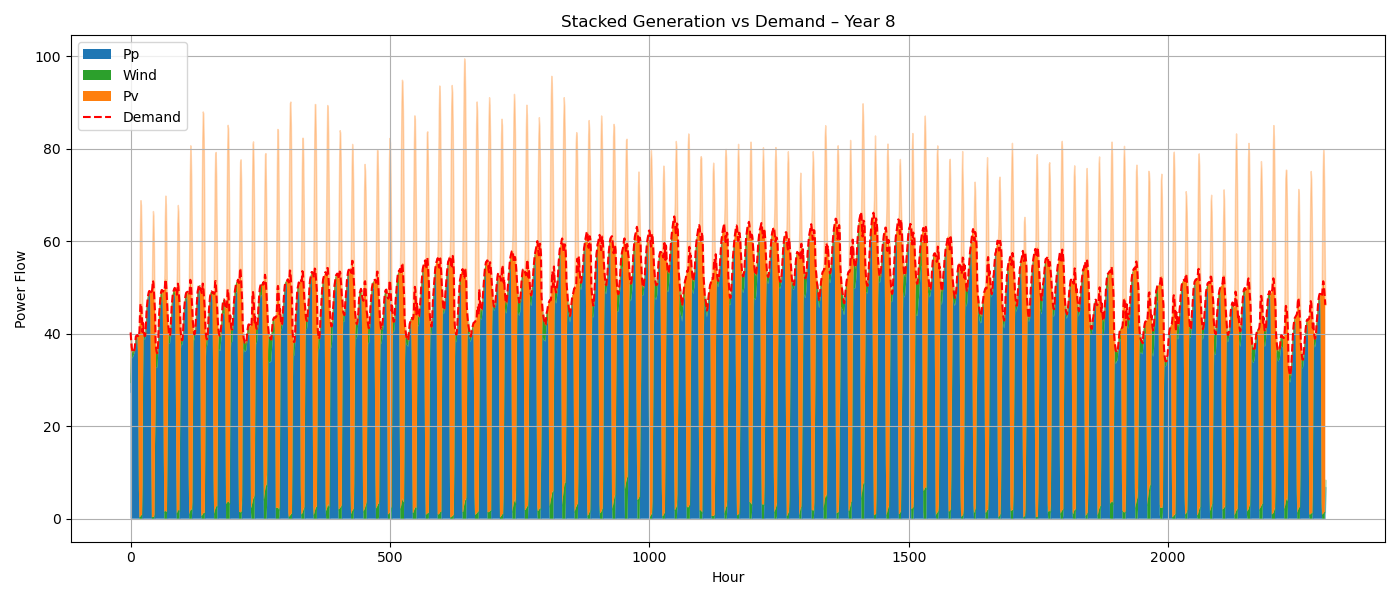 Stacked Generation vs Demand – Year 8
Pp
Wind
Pv
Demand
Power Flow
100
80
60
40
20
0
0 500 1000 1500 2000
Hour